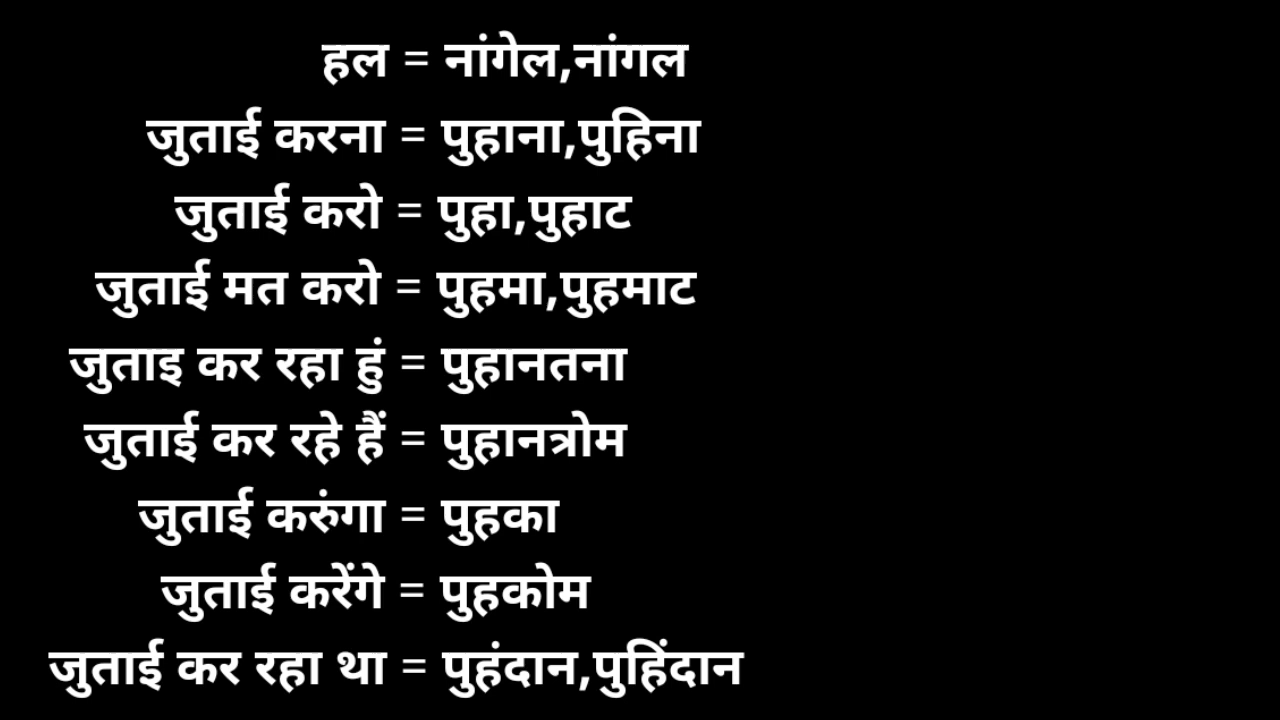 हल = नांगेल,नांगल
जुताई करना = पुहाना,पुहिना
जुताई करो = पुहा,पुहाट
जुताई मत करो = पुहमा,पुहमाट
जुताइ कर रहा हुं = पुहानतना
जुताई कर रहे हैं = पुहानत्रोम
जुताई करुंगा = पुहका
जुताई करेंगे = पुहकोम
जुताई कर रहा था = पुहंदान,पुहिंदान